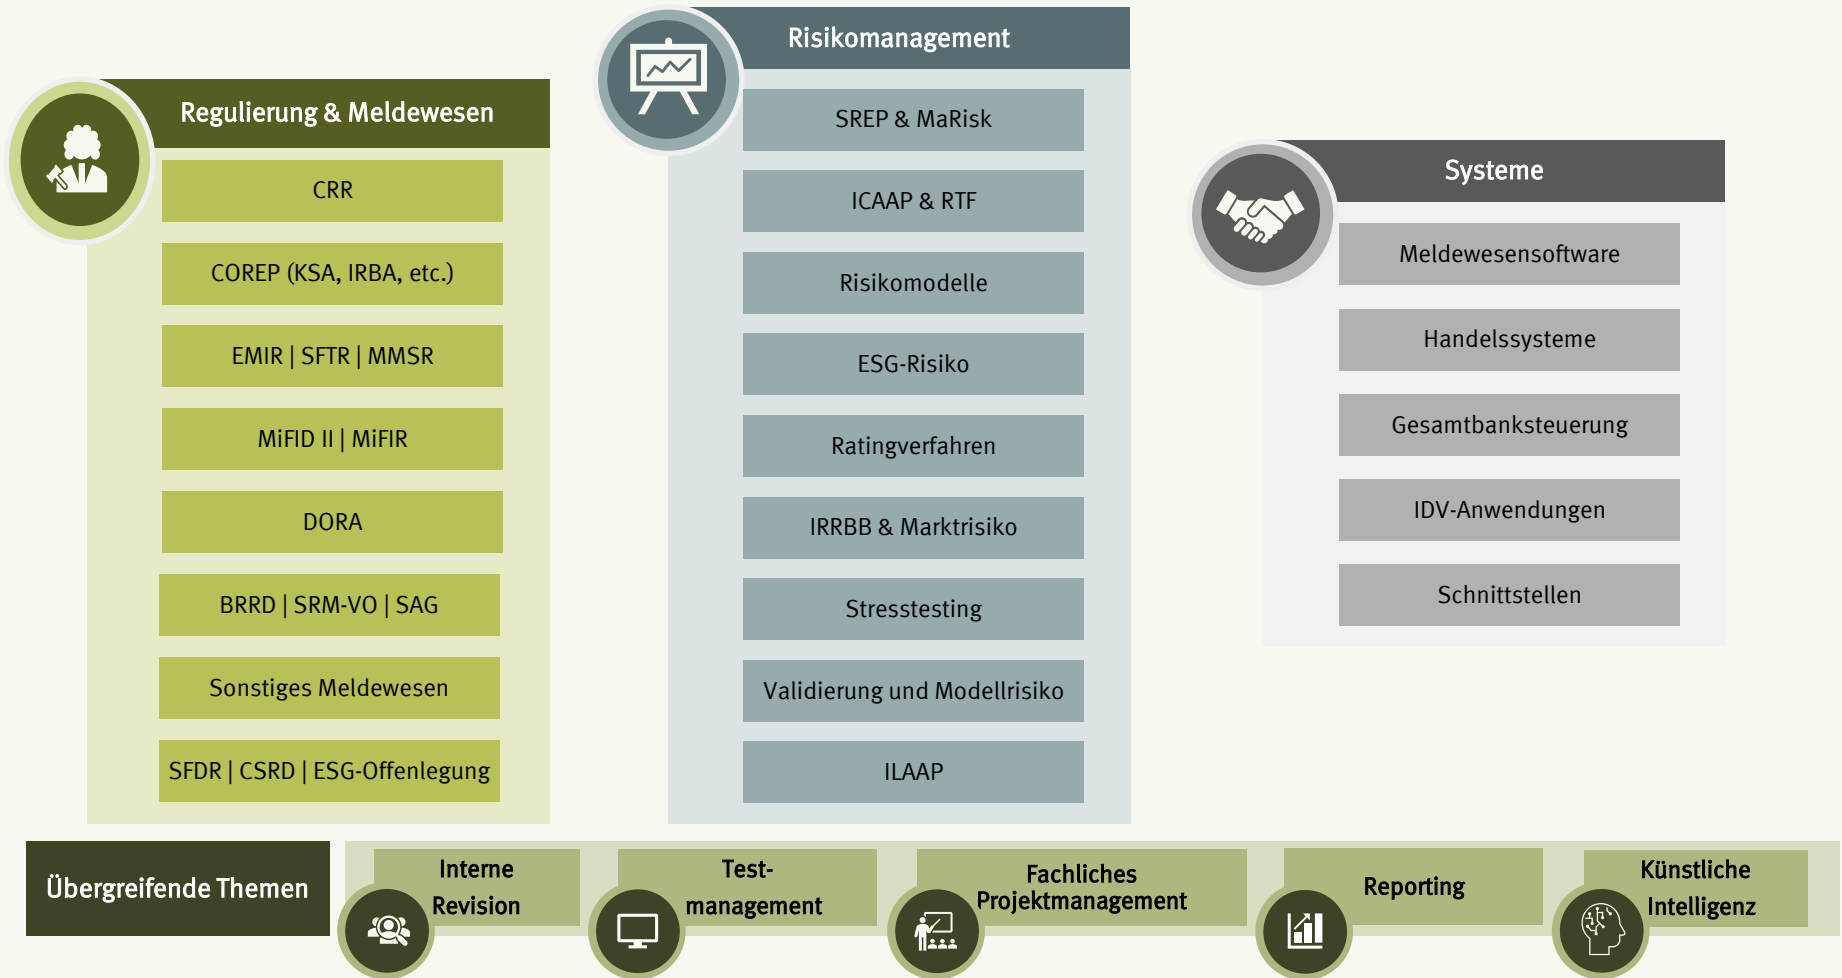 Regulierung & Meldewesen
CRR
COREP (KSA, IRBA, etc.)
EMIR | SFTR | MMSR
MiFID II | MiFIR
DORA
BRRD | SRM-VO | SAG
Sonstiges Meldewesen
SFDR | CSRD | ESG-Offenlegung
Risikomanagement
SREP & MaRisk
ICAAP & RTF
Risikomodelle
ESG-Risiko
Ratingverfahren
IRRBB & Marktrisiko
Stresstesting
Validierung und Modellrisiko
ILAAP
Systeme
Meldewesensoftware
Handelssysteme
Gesamtbanksteuerung
IDV-Anwendungen
Schnittstellen
Übergreifende Themen
Interne
Revision
Test-
management
Fachliches
Projektmanagement
Reporting
Künstliche
Intelligenz